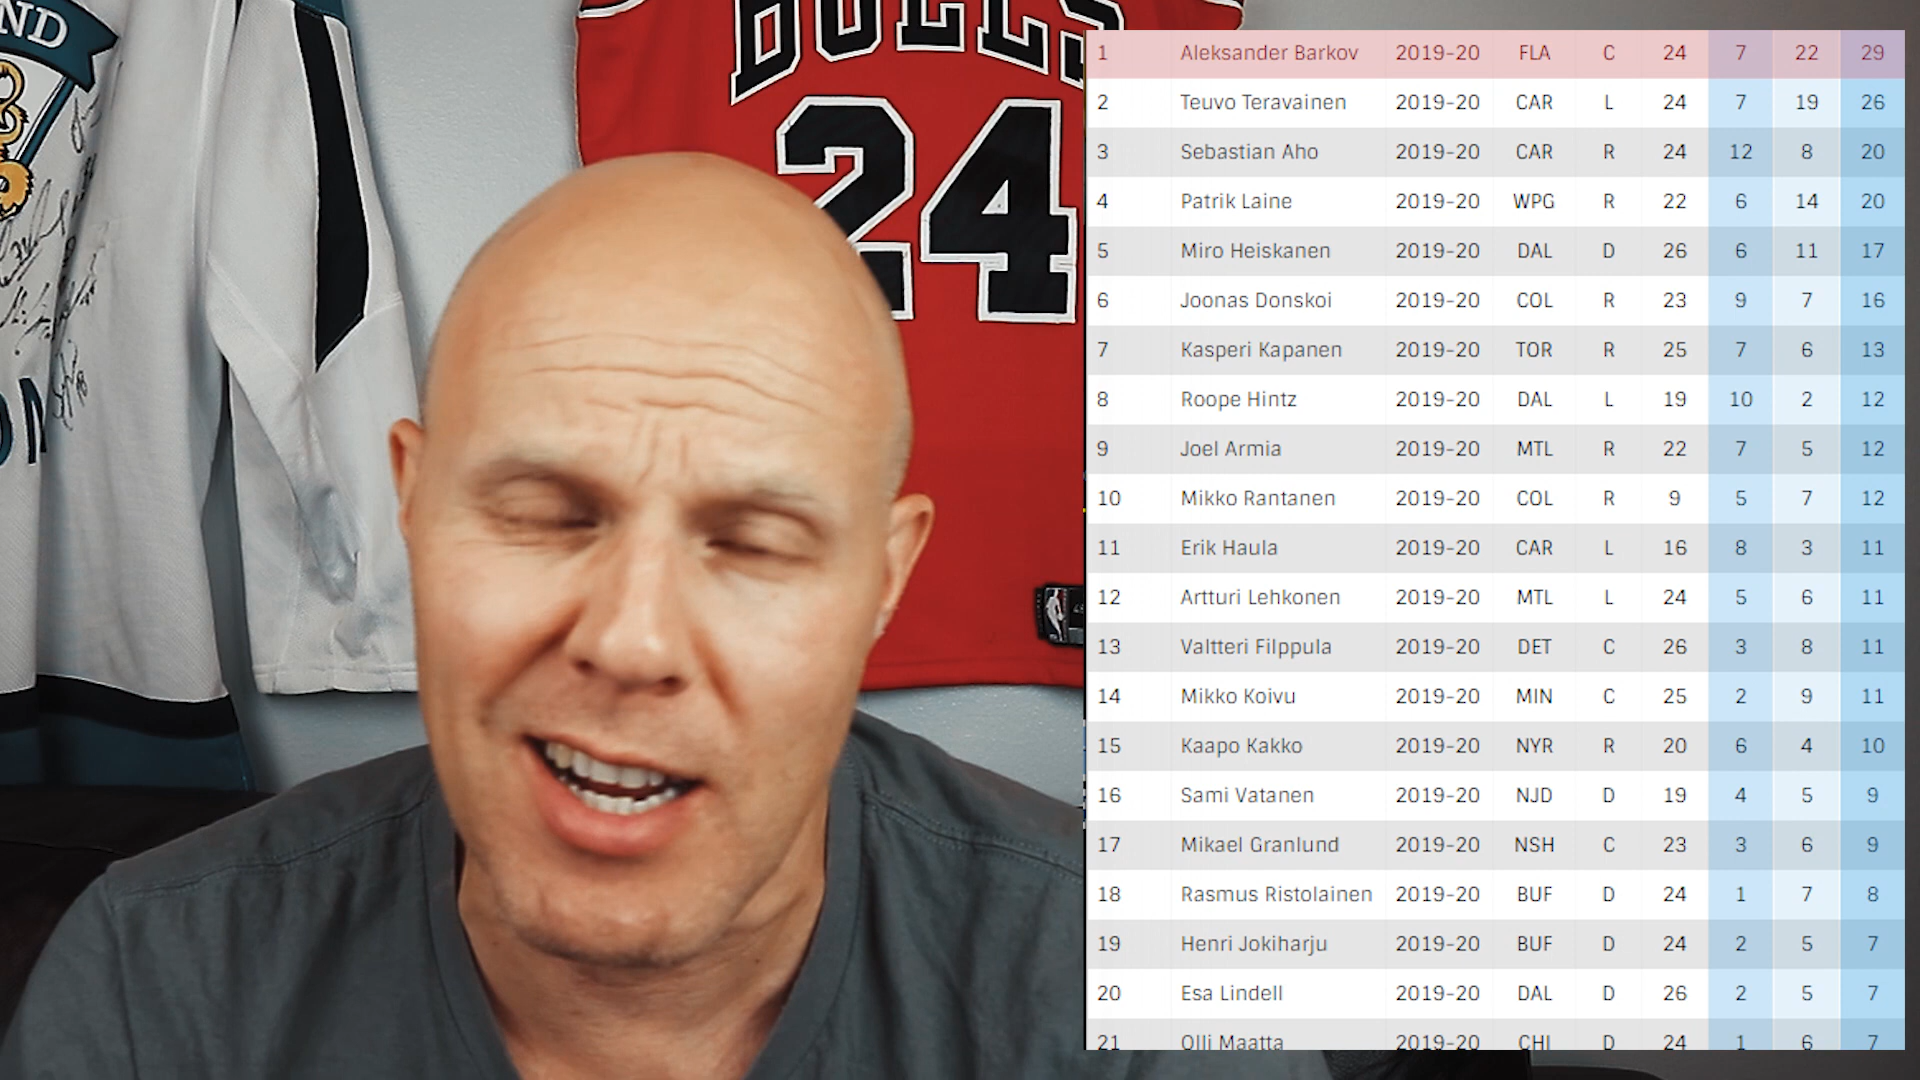 ND
BULLS
24
1 Aleksander Barkov 2019-20 FLA C 24 7 22 29
2 Teuvo Teravainen 2019-20 CAR L 24 7 19 26
3 Sebastian Aho 2019-20 CAR R 24 12 8 20
4 Patrik Laine 2019-20 WPG R 22 6 14 20
5 Miro Heiskanen 2019-20 DAL D 26 6 11 17
6 Joonas Donskoi 2019-20 COL R 23 9 7 16
7 Kasperi Kapanen 2019-20 TOR R 25 7 6 13
8 Roope Hintz 2019-20 DAL L 19 10 2 12
9 Joel Armia 2019-20 MTL R 22 7 5 12
10 Mikko Rantanen 2019-20 COL R 9 5 7 12
11 Erik Haula 2019-20 CAR L 16 8 3 11
12 Artturi Lehkonen 2019-20 MTL L 24 5 6 11
13 Valtteri Filppula 2019-20 DET C 26 3 8 11
14 Mikko Koivu 2019-20 MIN C 25 2 9 11
15 Kaapo Kakko 2019-20 NYR R 20 6 4 10
16 Sami Vatanen 2019-20 NJD D 19 4 5 9
17 Mikael Granlund 2019-20 NSH C 23 3 6 9
18 Rasmus Ristolainen 2019-20 BUF D 24 1 7 8
19 Henri Jokiharju 2019-20 BUF D 24 2 5 7
20 Esa Lindell 2019-20 DAL D 26 2 5 7
21 Olli Maatta 2019-20 CHI D 24 1 6 7